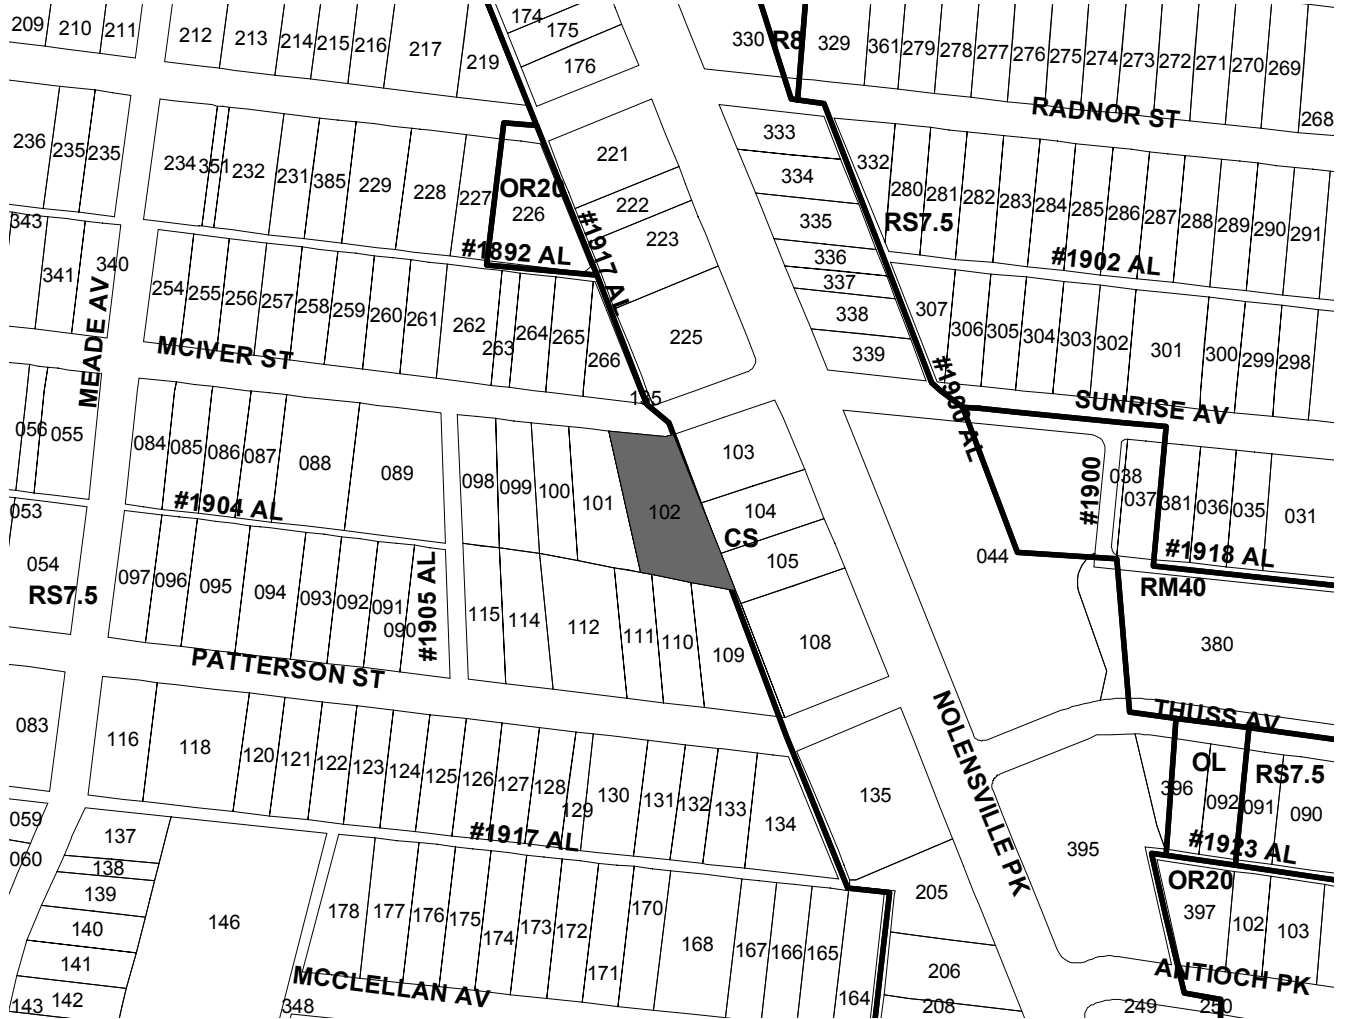 209 210 211 212 213 214 215 216 217 219 174 175 176 330 R8 329 361 279 278 277 276 275 274 273 272 271 270 269 268
RADNOR ST
236 235 235 234 351 232 231 385 229 228 227 OR20 226 221 222 223 225
333 334 335 336 337 338 339 332 280 281 282 283 284 285 286 287 288 289 290 291
RS7.5
#1892 AL
#1917 AL
#1902 AL
343 341 340
MEADE AV
254 255 256 257 258 259 260 261 262 263 264 265 266
307 306 305 304 303 302 301 300 299 298
MCIVER ST
#1900 AL
SUNRISE AV
056 055 084 085 086 087 088 089 098 099 100 101 102 103 104 105 CS
#1900
038 037 381 036 035 031
#1904 AL
#1918 AL
053 054 RS7.5
097 096 095 094 093 092 091 090
#1905 AL
115 114 112 111 110 109 108
044 RM40 380
PATTERSON ST
THUSS AV
NOLENSVILLE PK
083 116 118 120 121 122 123 124 125 126 127 128 129 130 131 132 133 134 135
OL RS7.5
396 092 091 090
#1923 AL
#1917 AL
059 060 137 138 139 140 141 142 143 146
395
OR20
397 102 103
178 177 176 175 174 173 172 171 170 168 167 166 165 164
205 206 208
MCCLELLAN AV
ANTIOCH PK
348 249 250